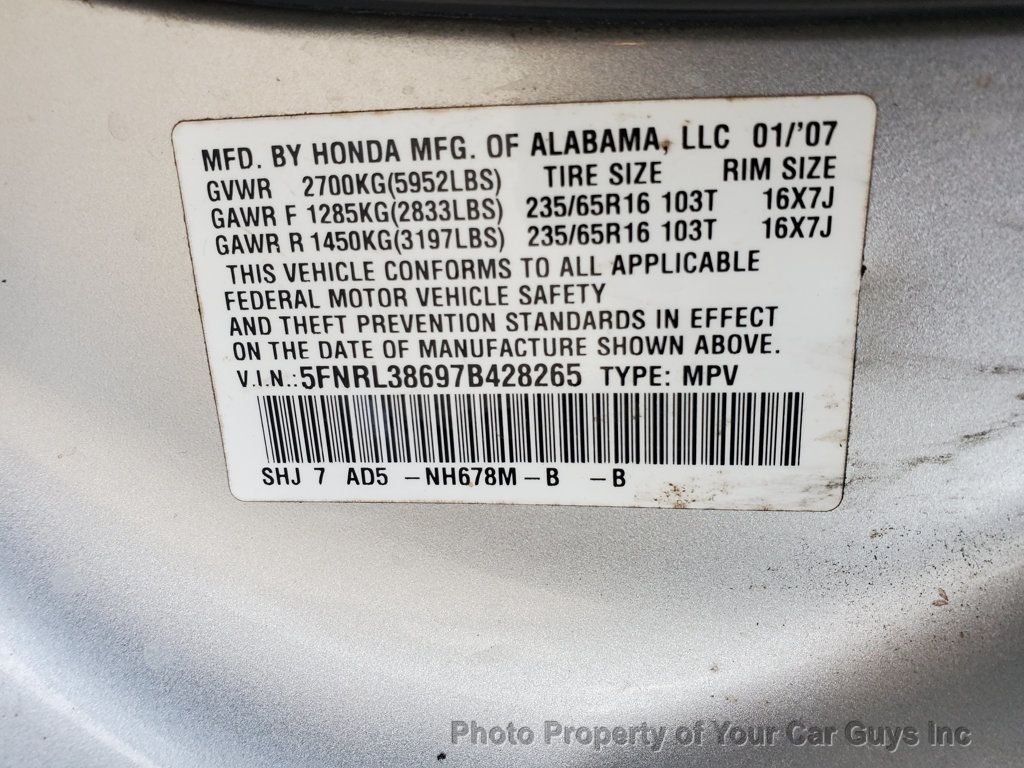 MFD. BY HONDA MFG. OF ALABAMA, LLC 01/'07
GVWR 2700KG(5952LBS) TIRE SIZE RIM SIZE
GAWR F 1285KG(2833LBS) 235/65R16 103T 16X7J
GAWR R 1450KG(3197LBS) 235/65R16 103T 16X7J
THIS VEHICLE CONFORMS TO ALL APPLICABLE
FEDERAL MOTOR VEHICLE SAFETY
AND THEFT PREVENTION STANDARDS IN EFFECT
ON THE DATE OF MANUFACTURE SHOWN ABOVE.
V.I.N.:5FNRL38697B428265 TYPE: MPV
SHJ 7 AD5 -NH678M-B -B
Photo Property of Your Car Guys Inc